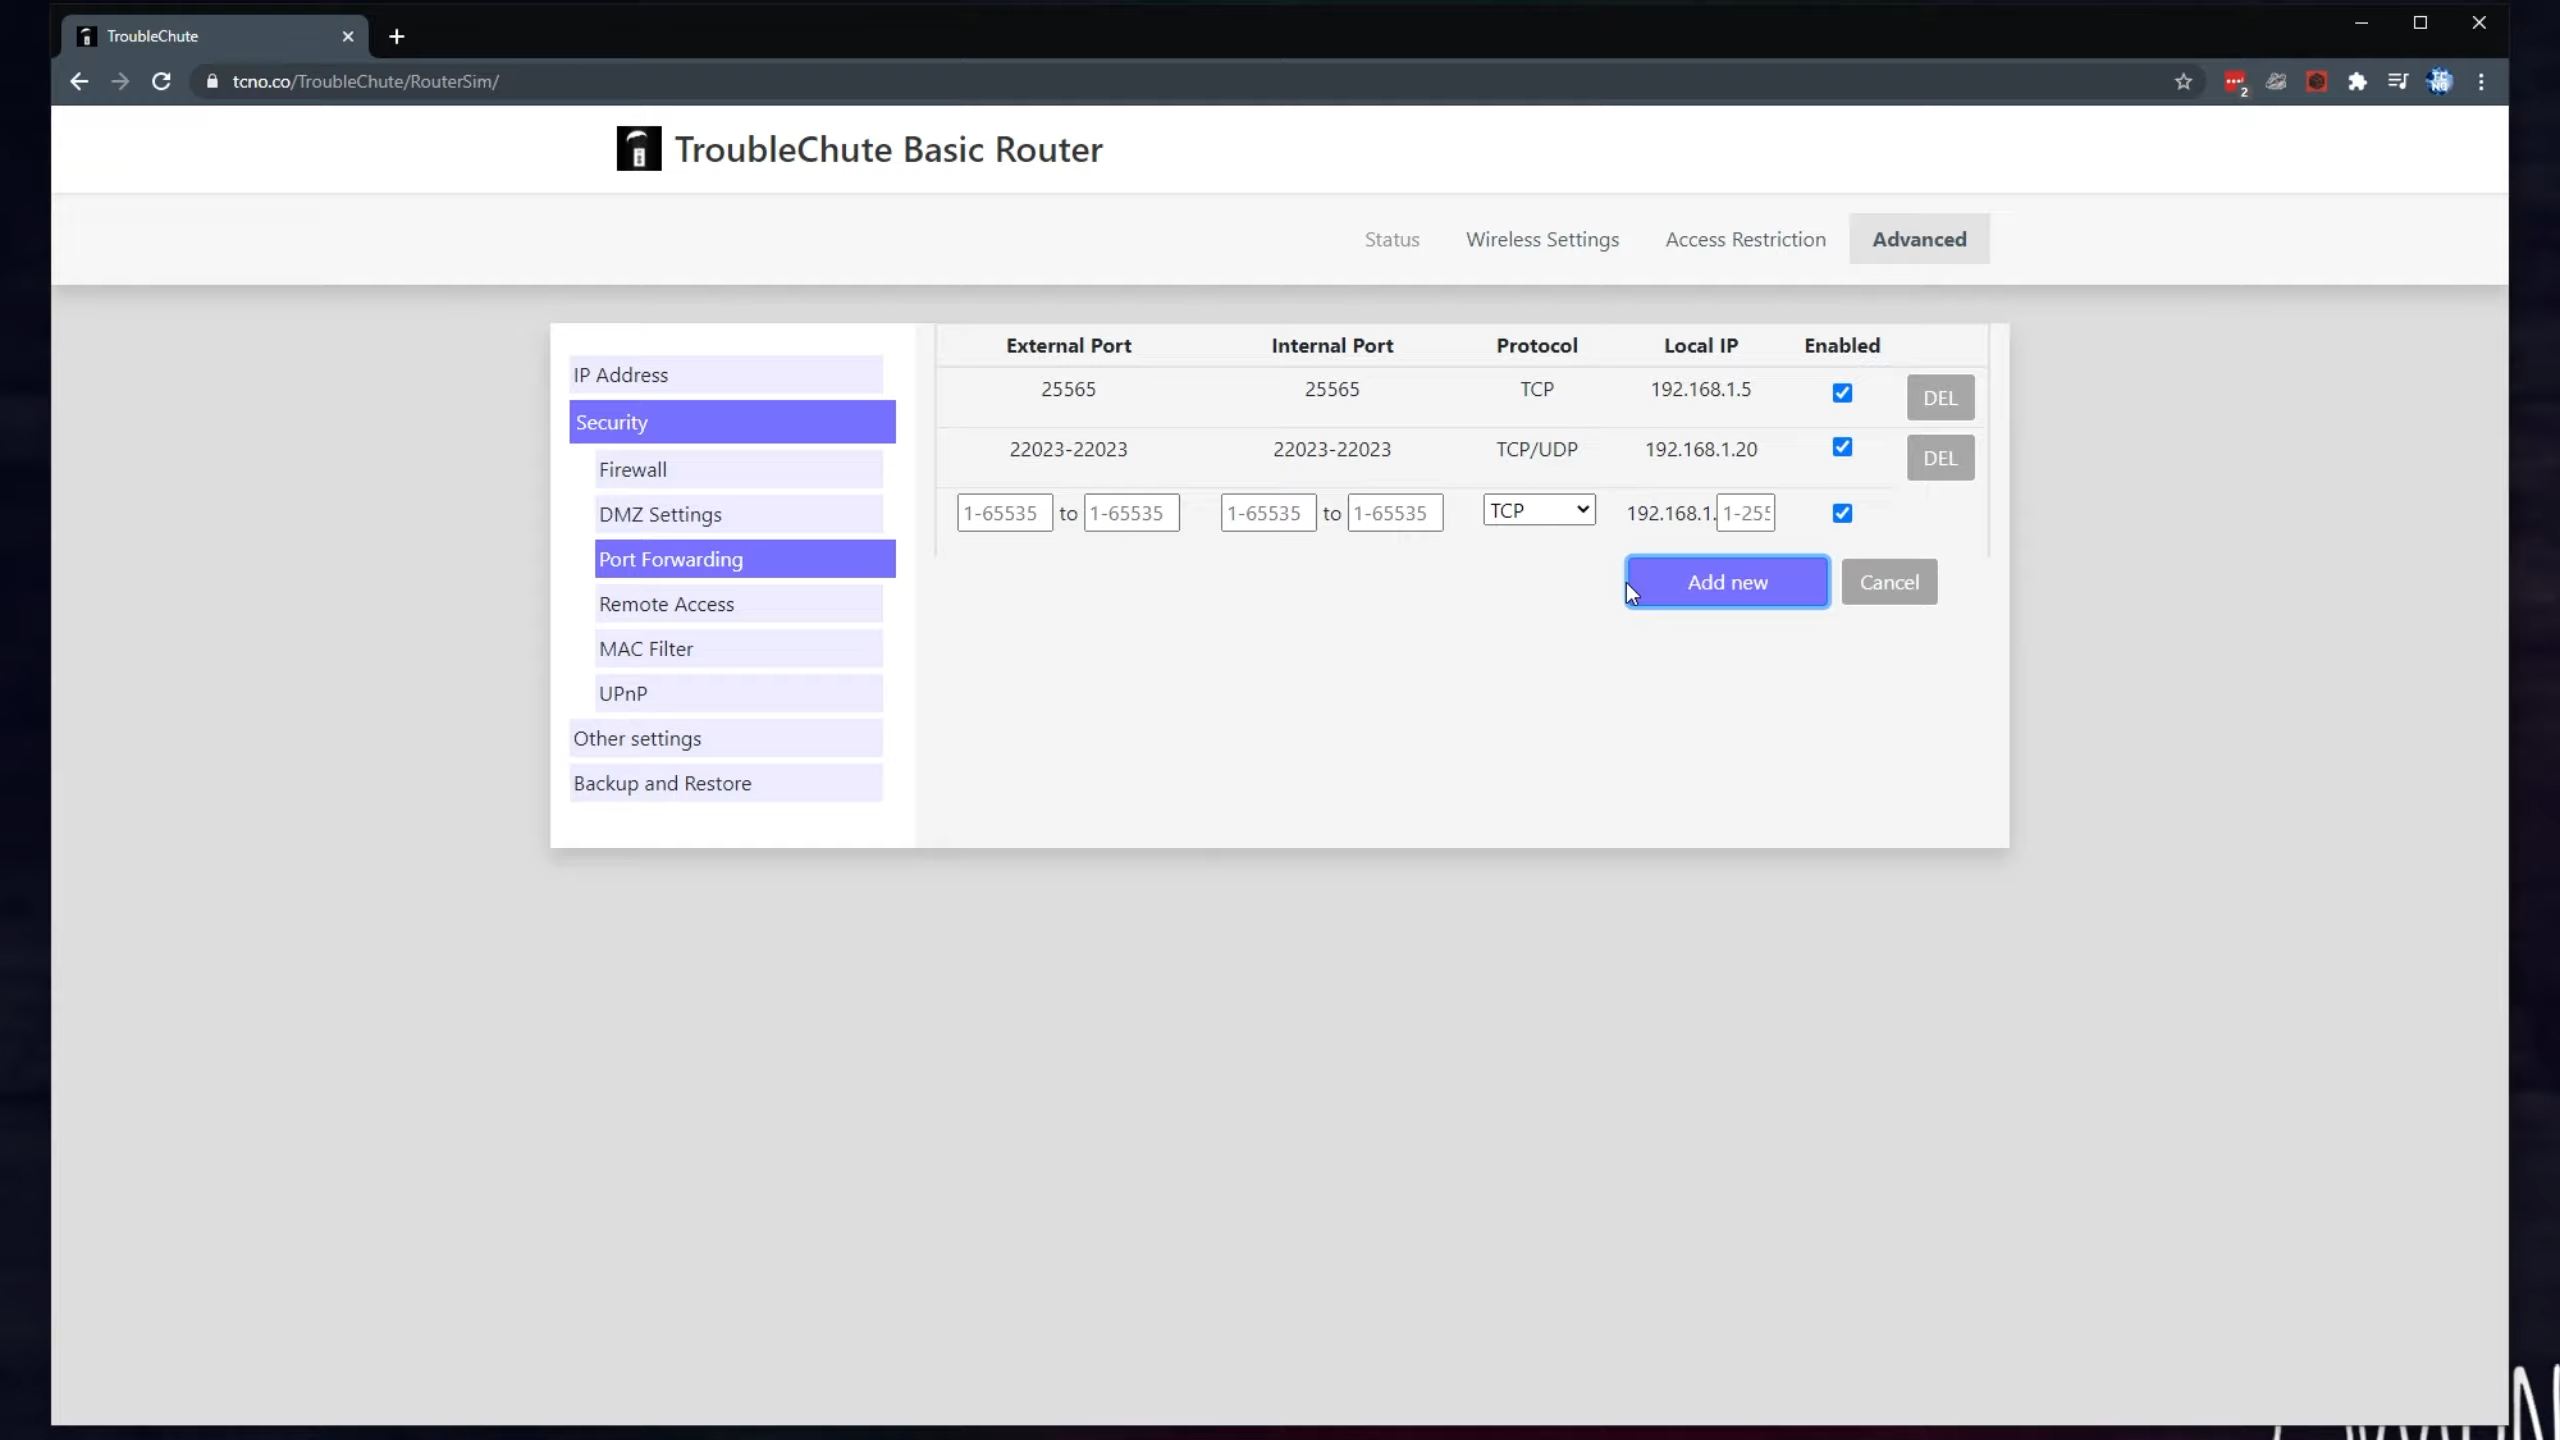 TroubleChute
tcno.co/TroubleChute/RouterSim/
2
TroubleChute Basic Router
Status Wireless Settings Access Restriction Advanced
IP Address
Security
Firewall
DMZ Settings
Port Forwarding
Remote Access
MAC Filter
UPnP
Other settings
Backup and Restore
External Port Internal Port Protocol Local IP Enabled
25565 25565 TCP 192.168.1.5 DEL
22023-22023 22023-22023 TCP/UDP 192.168.1.20 DEL
1-65535 to 1-65535 1-65535 to 1-65535 TCP 192.168.1. 1-255
Add new Cancel